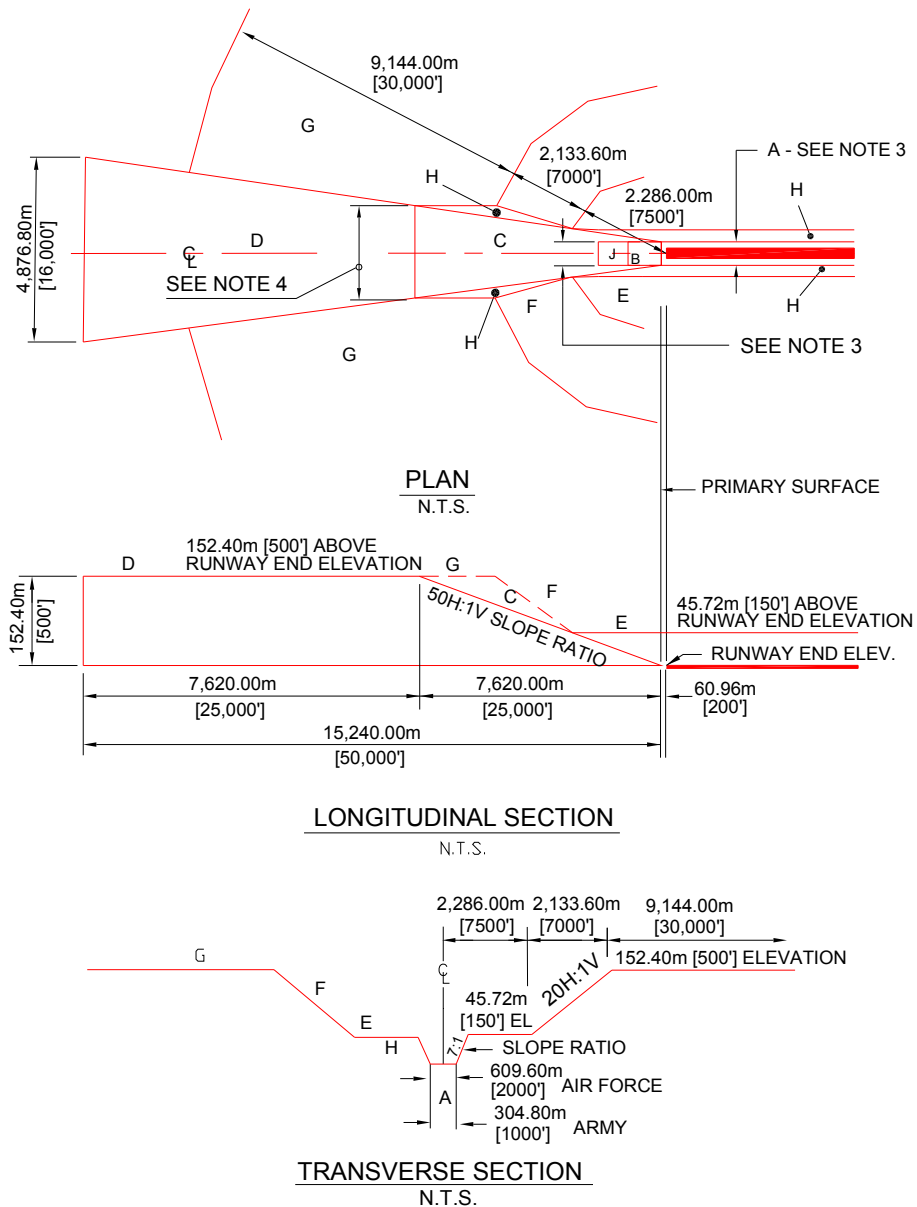 9,144.00m
[30,000']
G
2,133.60m
[7000']
A - SEE NOTE 3
H
2.286.00m
[7500']
H
4,876.80m
[16,000']
℄
D
C
J
B
SEE NOTE 4
F
E
H
H
G
SEE NOTE 3
PLAN
N.T.S.
PRIMARY SURFACE
152.40m [500'] ABOVE
RUNWAY END ELEVATION
D
G
C
F
E
50H:1V SLOPE RATIO
45.72m [150'] ABOVE
RUNWAY END ELEVATION
152.40m
[500']
RUNWAY END ELEV.
7,620.00m
[25,000']
7,620.00m
[25,000']
60.96m
[200']
15,240.00m
[50,000']
LONGITUDINAL SECTION
N.T.S.
2,286.00m
[7500']
2,133.60m
[7000']
9,144.00m
[30,000']
G
℄
20H:1V
152.40m [500'] ELEVATION
F
45.72m
[150'] EL
E
H
7:1
SLOPE RATIO
609.60m
[2000'] AIR FORCE
A
304.80m
[1000'] ARMY
TRANSVERSE SECTION
N.T.S.